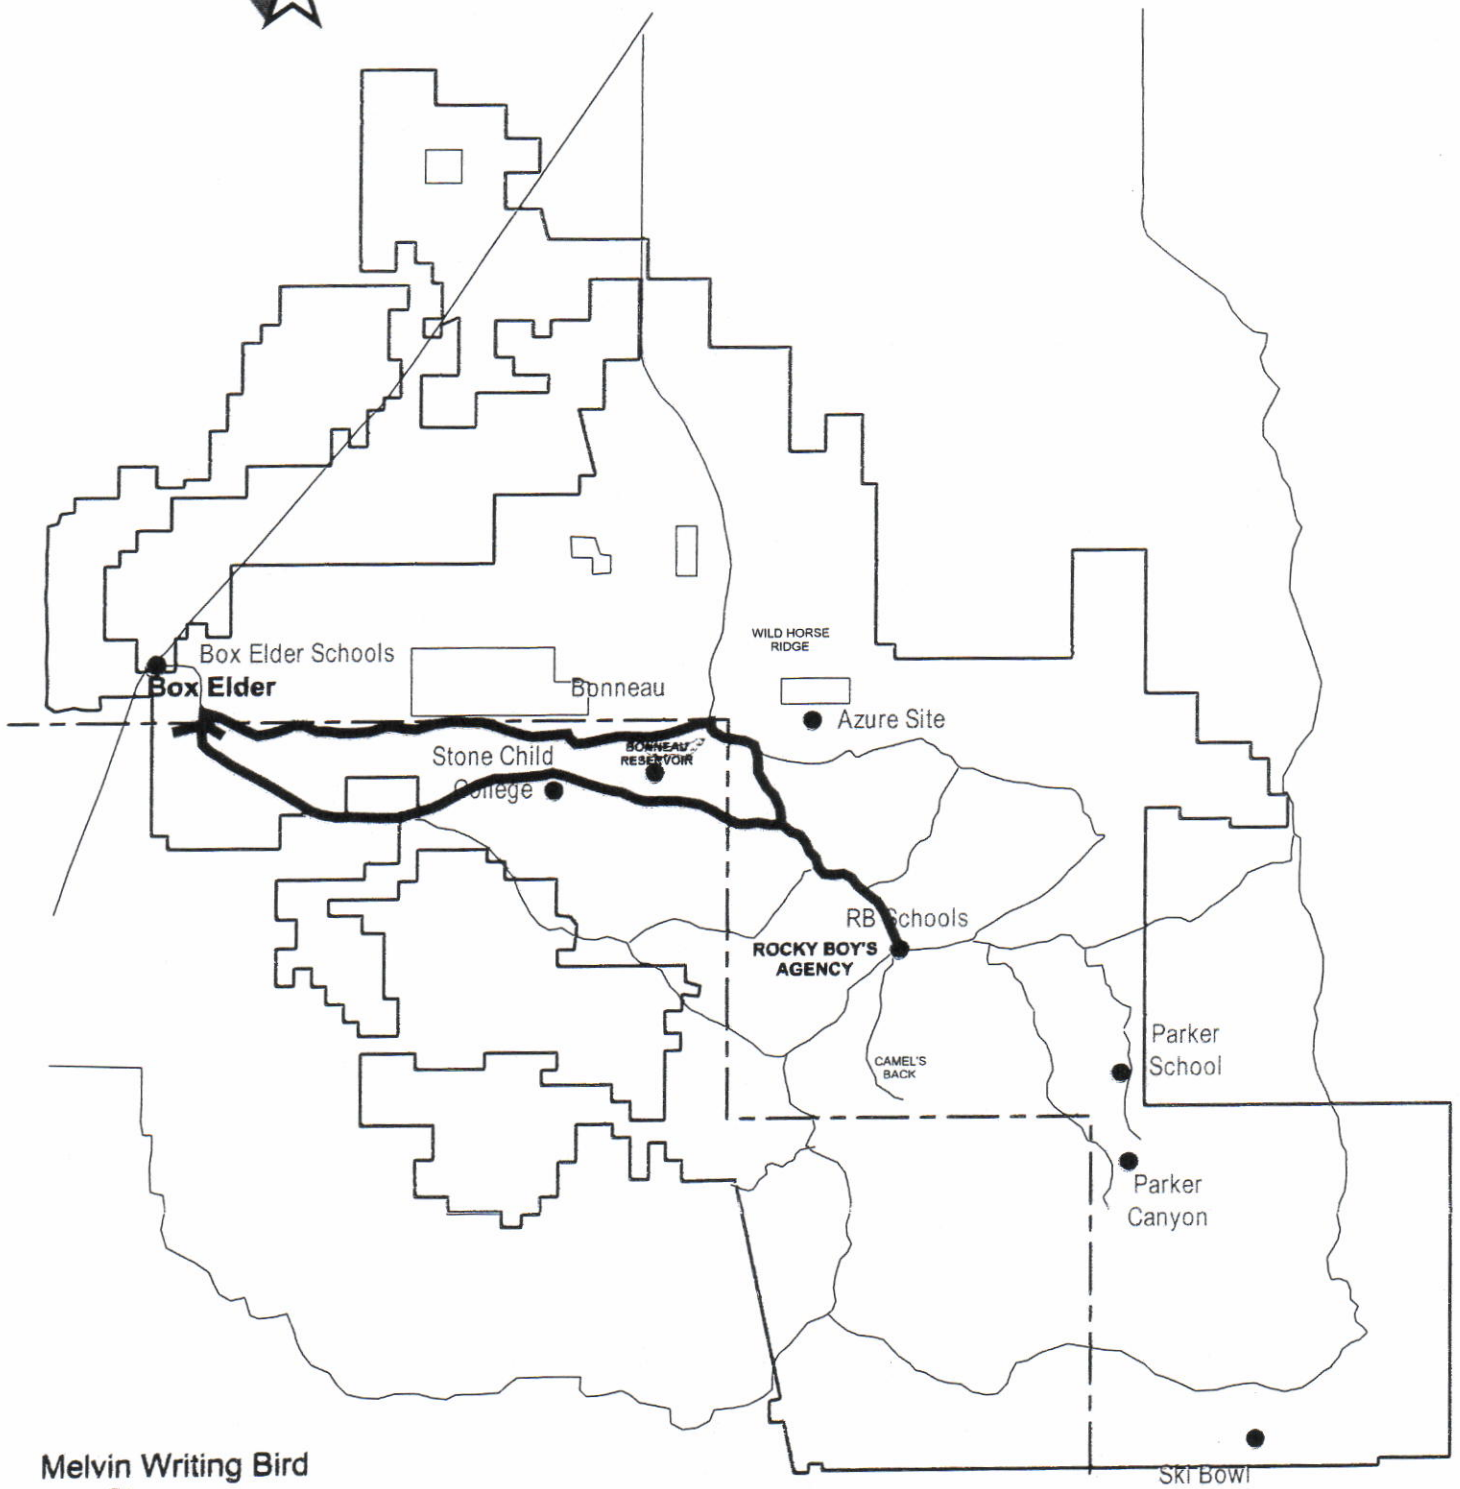 WILD HORSE
RIDGE
Box Elder Schools
Box Elder
Bonneau
Azure Site
Stone Child
College
BONNEAU
RESERVOIR
RB Schools
ROCKY BOY'S
AGENCY
Parker
School
CAMEL'S
BACK
Parker
Canyon
Melvin Writing Bird
Ski Bowl